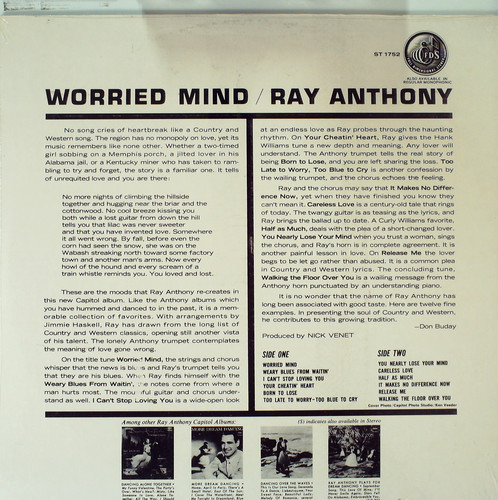 ST 1752
FDS
ALSO AVAILABLE IN
REGULAR MONOPHONIC
WORRIED MIND / RAY ANTHONY
No song cries of heartbreak like a Country and
Western song. The region has no monopoly on love, yet its
music remembers like none other. Whether a two-timed
girl sobbing on a Memphis porch, a jilted lover in his
Alabama jail, or a Kentucky miner who has taken to ram-
bling to try and forget, the story is a familiar one. It tells
of unrequited love and you are there:
No more nights of climbing the hillside
together and hugging near the briar and the
cottonwood. No cool breeze kissing you
both while a lost guitar from down the hill
tells you that lilac was never sweeter
and that you have invented love. Somewhere
it all went wrong. By fall, before even the
corn had seen the snow, she was on the
Wabash streaking north toward some factory
town and another man's arms. Now every
howl of the hound and every scream of a
train whistle reminds you. You loved and lost.
These are the moods that Ray Anthony re-creates in
this new Capitol album. Like the Anthony albums which
you have hummed and danced to in the past, it is a mem-
orable collection of favorites. With arrangements by
Jimmie Haskell, Ray has drawn from the long list of
Country and Western classics, opening still another vista
of his talent. The lonely Anthony trumpet contemplates
the meaning of love gone wrong.
On the title tune Worried Mind, the strings and chorus
whisper that the news is blue and Ray's trumpet tells you
that they are his blues. When Ray finds himself with the
Weary Blues From Waitin', the notes come from where a
man hurts most. The mournful guitar and chorus under-
stand as well. I Can't Stop Loving You is a wide-open look
at an endless love as Ray probes through the haunting
rhythm. On Your Cheatin' Heart, Ray gives the Hank
Williams tune a new depth and meaning. Any lover will
understand. The Anthony trumpet tells the real story of
being Born to Lose, and you are left sharing the loss. Too
Late to Worry, Too Blue to Cry is another confession by
the wailing trumpet, and the chorus echoes the feeling.
Ray and the chorus may say that It Makes No Differ-
ence Now, yet when they have finished you know they
can't mean it. Careless Love is a century-old tale that rings
of today. The twangy guitar is as teasing as the lyrics, and
Ray brings the ballad up to date. A Curly Williams favorite,
Half as Much, deals with the plea of a short-changed lover.
You Nearly Lose Your Mind when you trust a woman, sings
the chorus, and Ray's horn is in complete agreement. It is
another painful lesson in love. On Release Me the lover
begs to be let go rather than abused. It is a common plea
in Country and Western lyrics. The concluding tune,
Walking the Floor Over You is a wailing message from the
Anthony horn punctuated by an understanding piano.
It is no wonder that the name of Ray Anthony has
long been associated with good taste. Here are twelve fine
examples. In presenting the soul of Country and Western,
he contributes to this growing tradition.
—Don Buday
Produced by NICK VENET
SIDE ONE
WORRIED MIND
WEARY BLUES FROM WAITIN'
I CAN'T STOP LOVING YOU
YOUR CHEATIN' HEART
BORN TO LOSE
TOO LATE TO WORRY-TOO BLUE TO CRY
SIDE TWO
YOU NEARLY LOSE YOUR MIND
CARELESS LOVE
HALF AS MUCH
IT MAKES NO DIFFERENCE NOW
RELEASE ME
WALKING THE FLOOR OVER YOU
Cover Photo/Capitol Photo Studio/
Among other Ray Anthony Capitol Albums:
(S) indicates also available in Stereo
MORE DREAM DANCING
DANCING ALONE TOGETHER
MORE DREAM DANCING
DANCING OVER THE WAVES
RAY ANTHONY PLAYS FOR